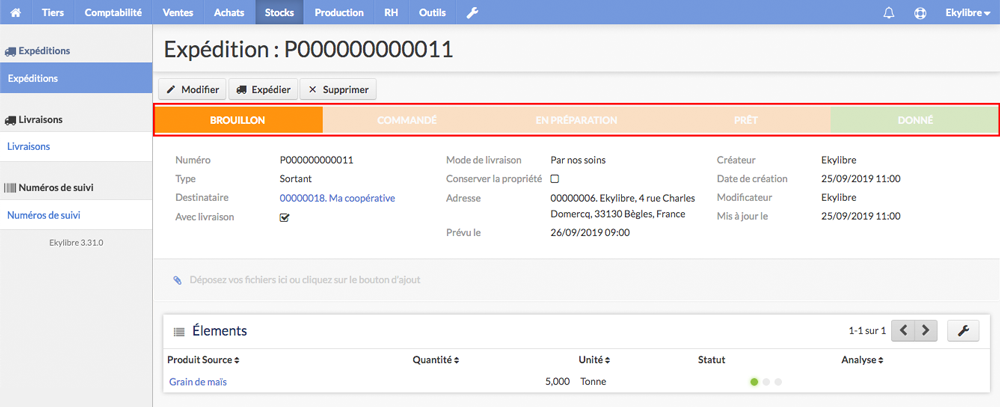 Tiers Comptabilité Ventes Achats Stocks Production RH Outils Ekylibre
Expéditions
Expéditions
Livraisons
Livraisons
Numéros de suivi
Numéros de suivi
Ekylibre 3.31.0
Expédition : P000000000011
Modifier Expédier Supprimer
BROUILLON COMMANDÉ EN PRÉPARATION PRÊT DONNÉ
Numéro P000000000011
Type Sortant
Destinataire 00000018. Ma coopérative
Avec livraison
Mode de livraison Par nos soins
Conserver la propriété
Adresse 00000006. Ekylibre, 4 rue Charles
Domercq, 33130 Bègles, France
Prévu le 26/09/2019 09:00
Créateur Ekylibre
Date de création 25/09/2019 11:00
Modificateur Ekylibre
Mis à jour le 25/09/2019 11:00
Déposez vos fichiers ici ou cliquez sur le bouton d'ajout
Élements 1-1 sur 1
Produit Source Quantité Unité Statut Analyse
Grain de maïs 5,000 Tonne